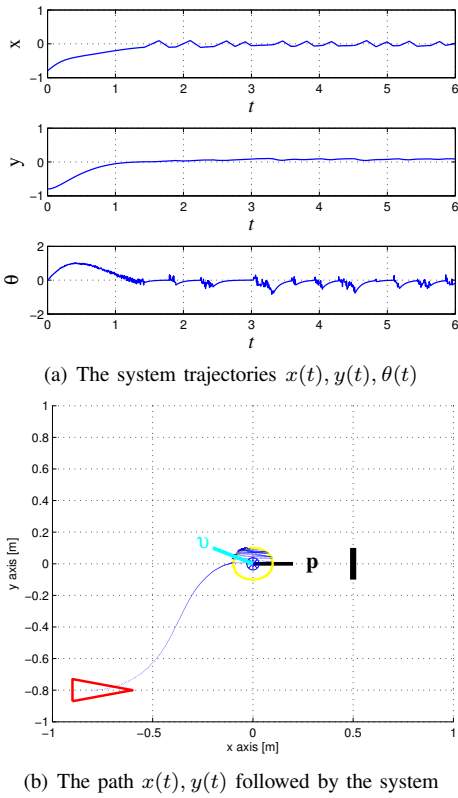 1
0
−1
x
0 1 2 3 4 5 6
t
1
0
−1
y
0 1 2 3 4 5 6
t
2
0
−2
θ
0 1 2 3 4 5 6
t
(a) The system trajectories x(t), y(t), θ(t)
1
0.8
0.6
0.4
0.2
0
−0.2
−0.4
−0.6
−0.8
−1
y axis [m]
υ
p
−1 −0.5 0 0.5 1
x axis [m]
(b) The path x(t), y(t) followed by the system